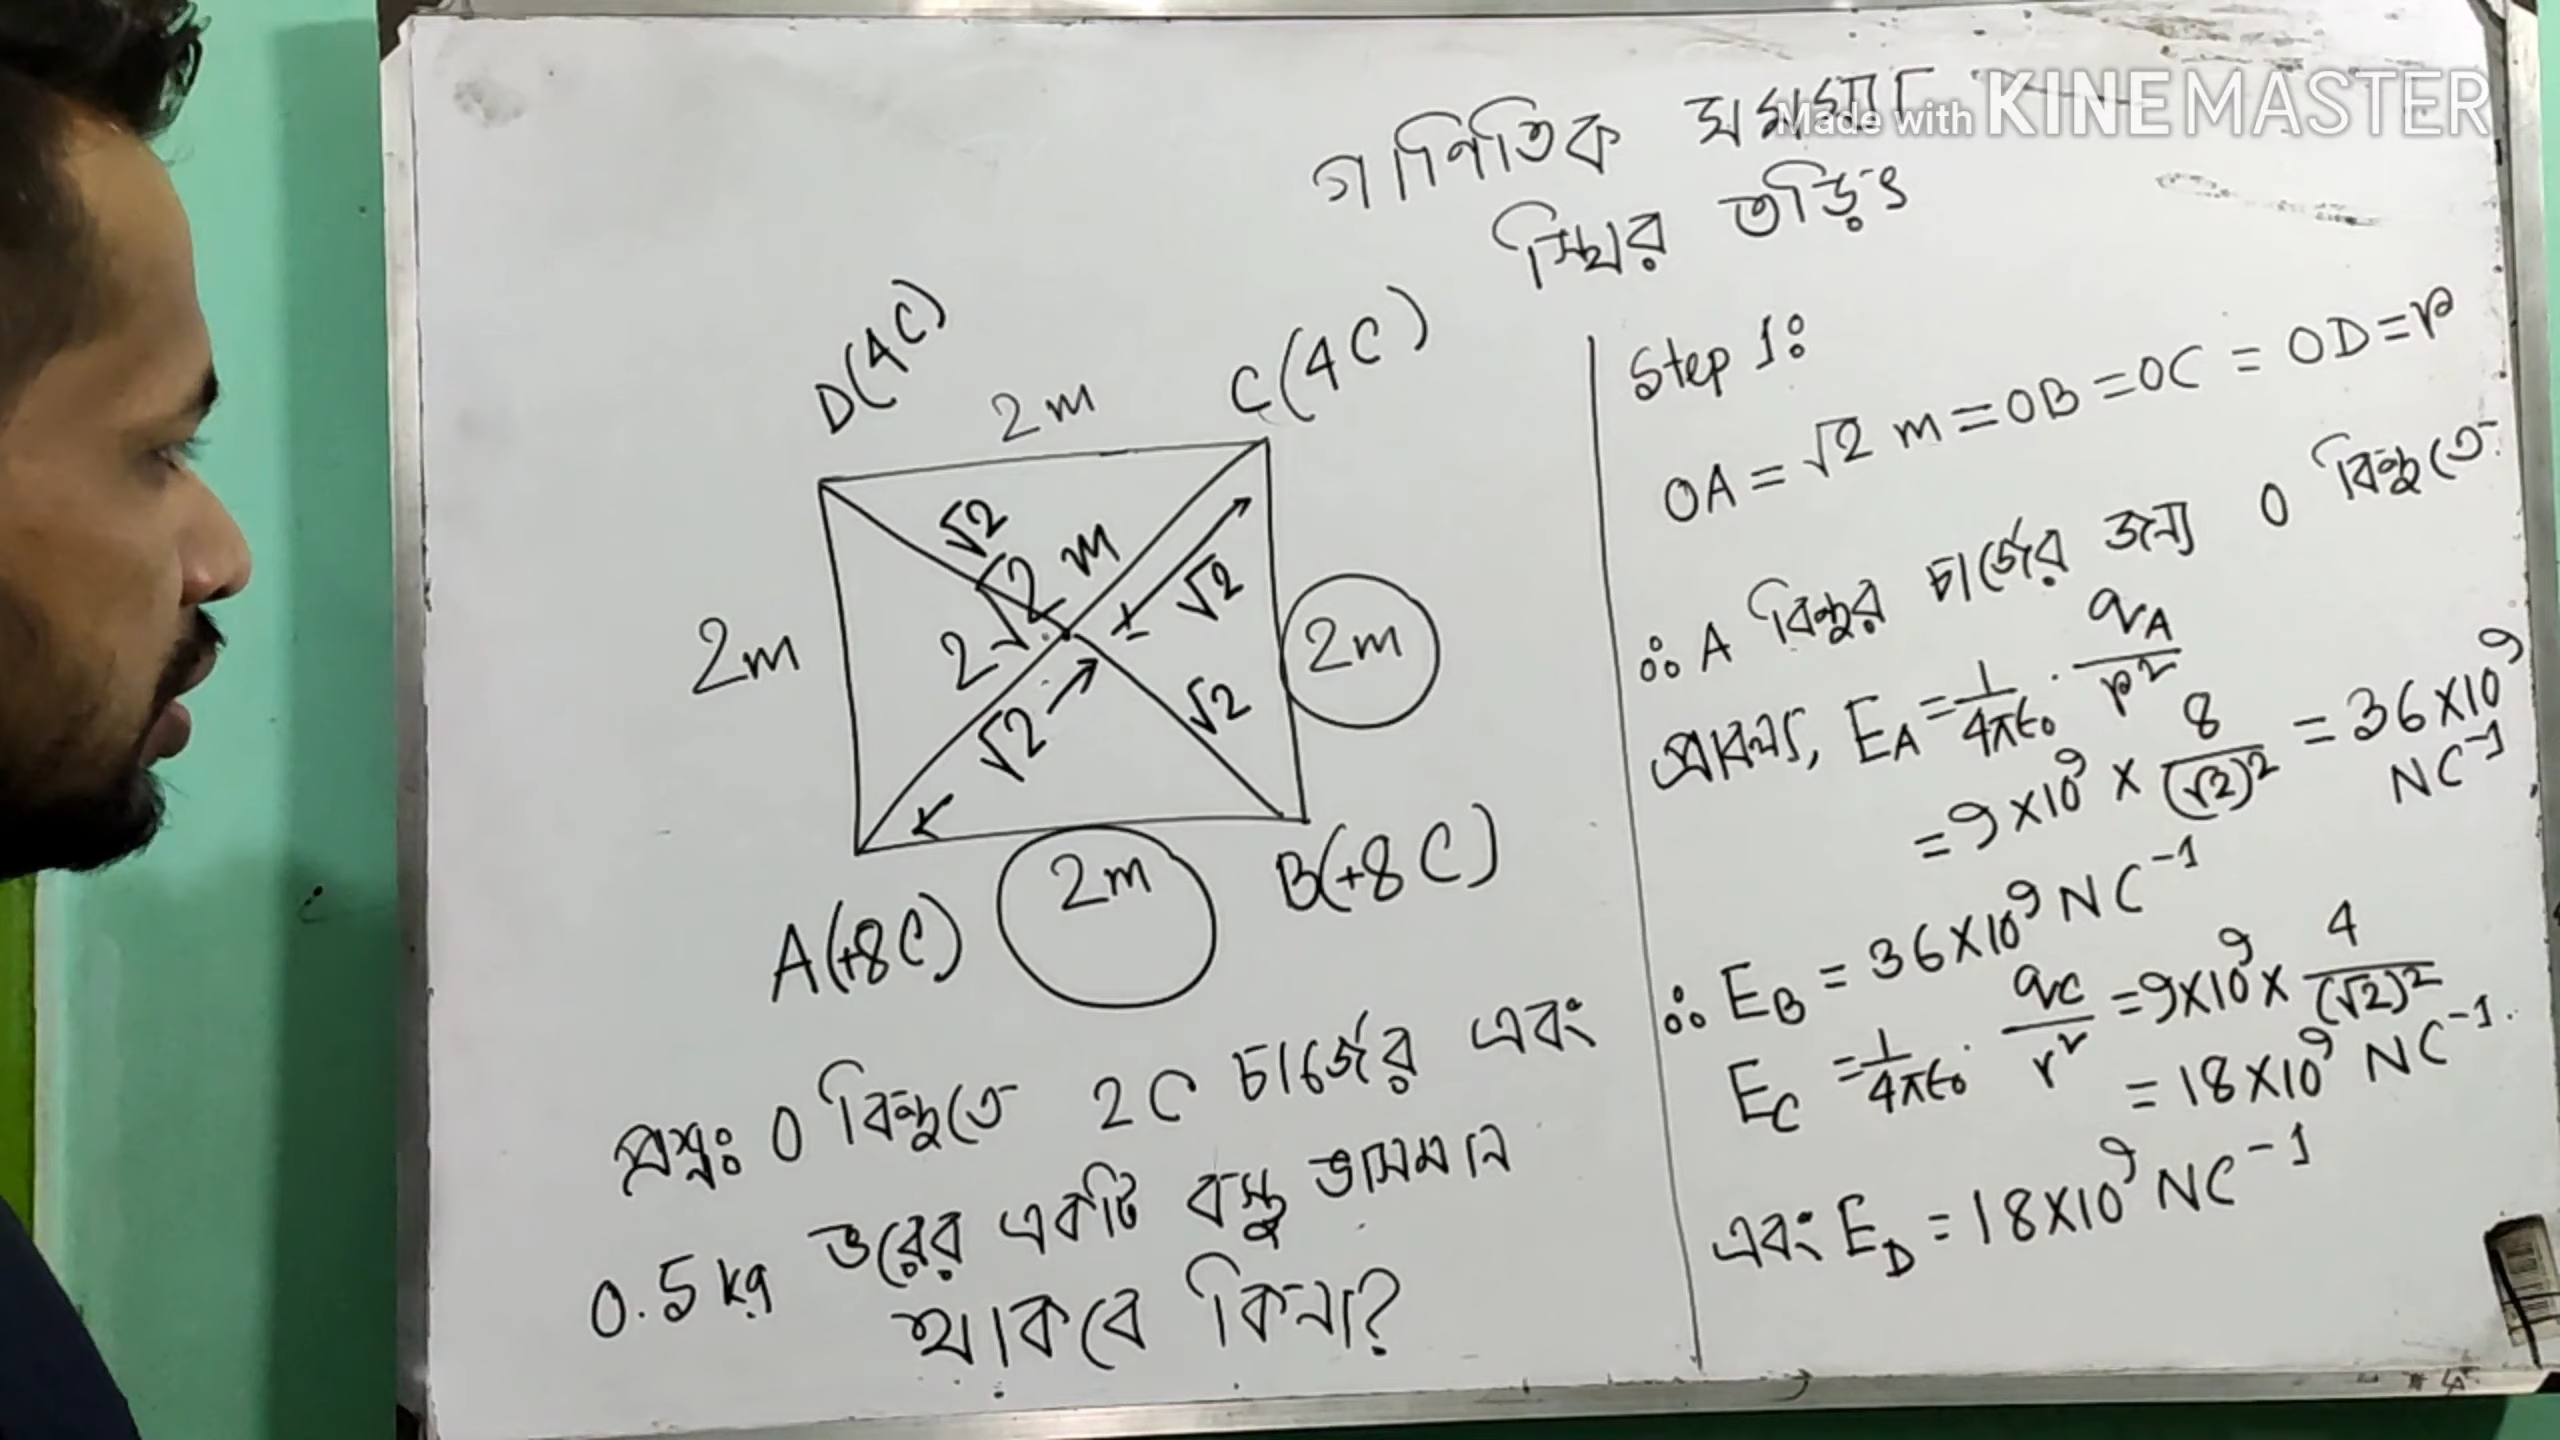 Made with KINEMASTER
গাণিতিক সমস্যা
স্থির তড়িৎ
D(4C)
C(4C)
2m
√2
2√2 m
√2
2m
2m
√2
√2
A(+8C)
2m
B(+8C)
প্রশ্নঃ O বিন্দুতে 2C চার্জের এবং
0.5kg ভরের একটি বস্তু ভাসমান
থাকবে কিনা?
Step 1:
OA = √2 m = OB = OC = OD = r
∴ A বিন্দুর চার্জের জন্য O বিন্দুতে
প্রাবল্য, E_A = 1/4πε₀ · q_A/r²
= 9×10⁹ × 8/(√2)² = 36×10⁹ NC⁻¹
∴ E_B = 36×10⁹ NC⁻¹
E_C = 1/4πε₀ · q_C/r² = 9×10⁹ × 4/(√2)²
= 18×10⁹ NC⁻¹.
এবং E_D = 18×10⁹ NC⁻¹